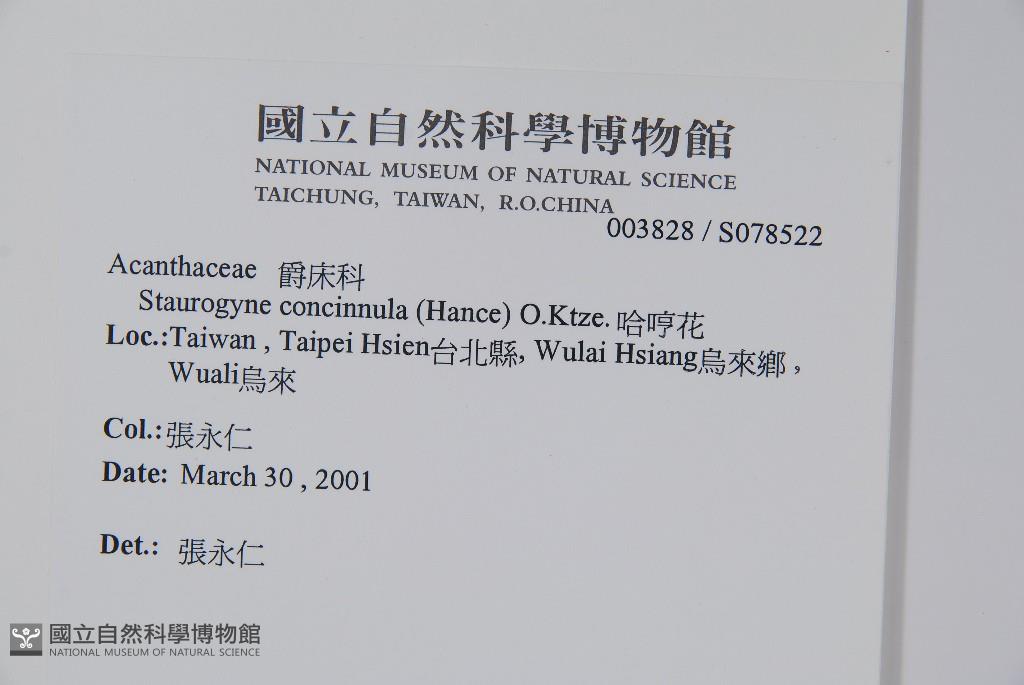 國立自然科學博物館
NATIONAL MUSEUM OF NATURAL SCIENCE
TAICHUNG, TAIWAN, R.O.CHINA
003828 / S078522
Acanthaceae 爵床科
Staurogyne concinnula (Hance) O.Ktze. 哈哼花
Loc.:Taiwan , Taipei Hsien台北縣, Wulai Hsiang烏來鄉 ,
Wuali烏來
Col.:張永仁
Date: March 30 , 2001
Det.: 張永仁
國立自然科學博物館
NATIONAL MUSEUM OF NATURAL SCIENCE